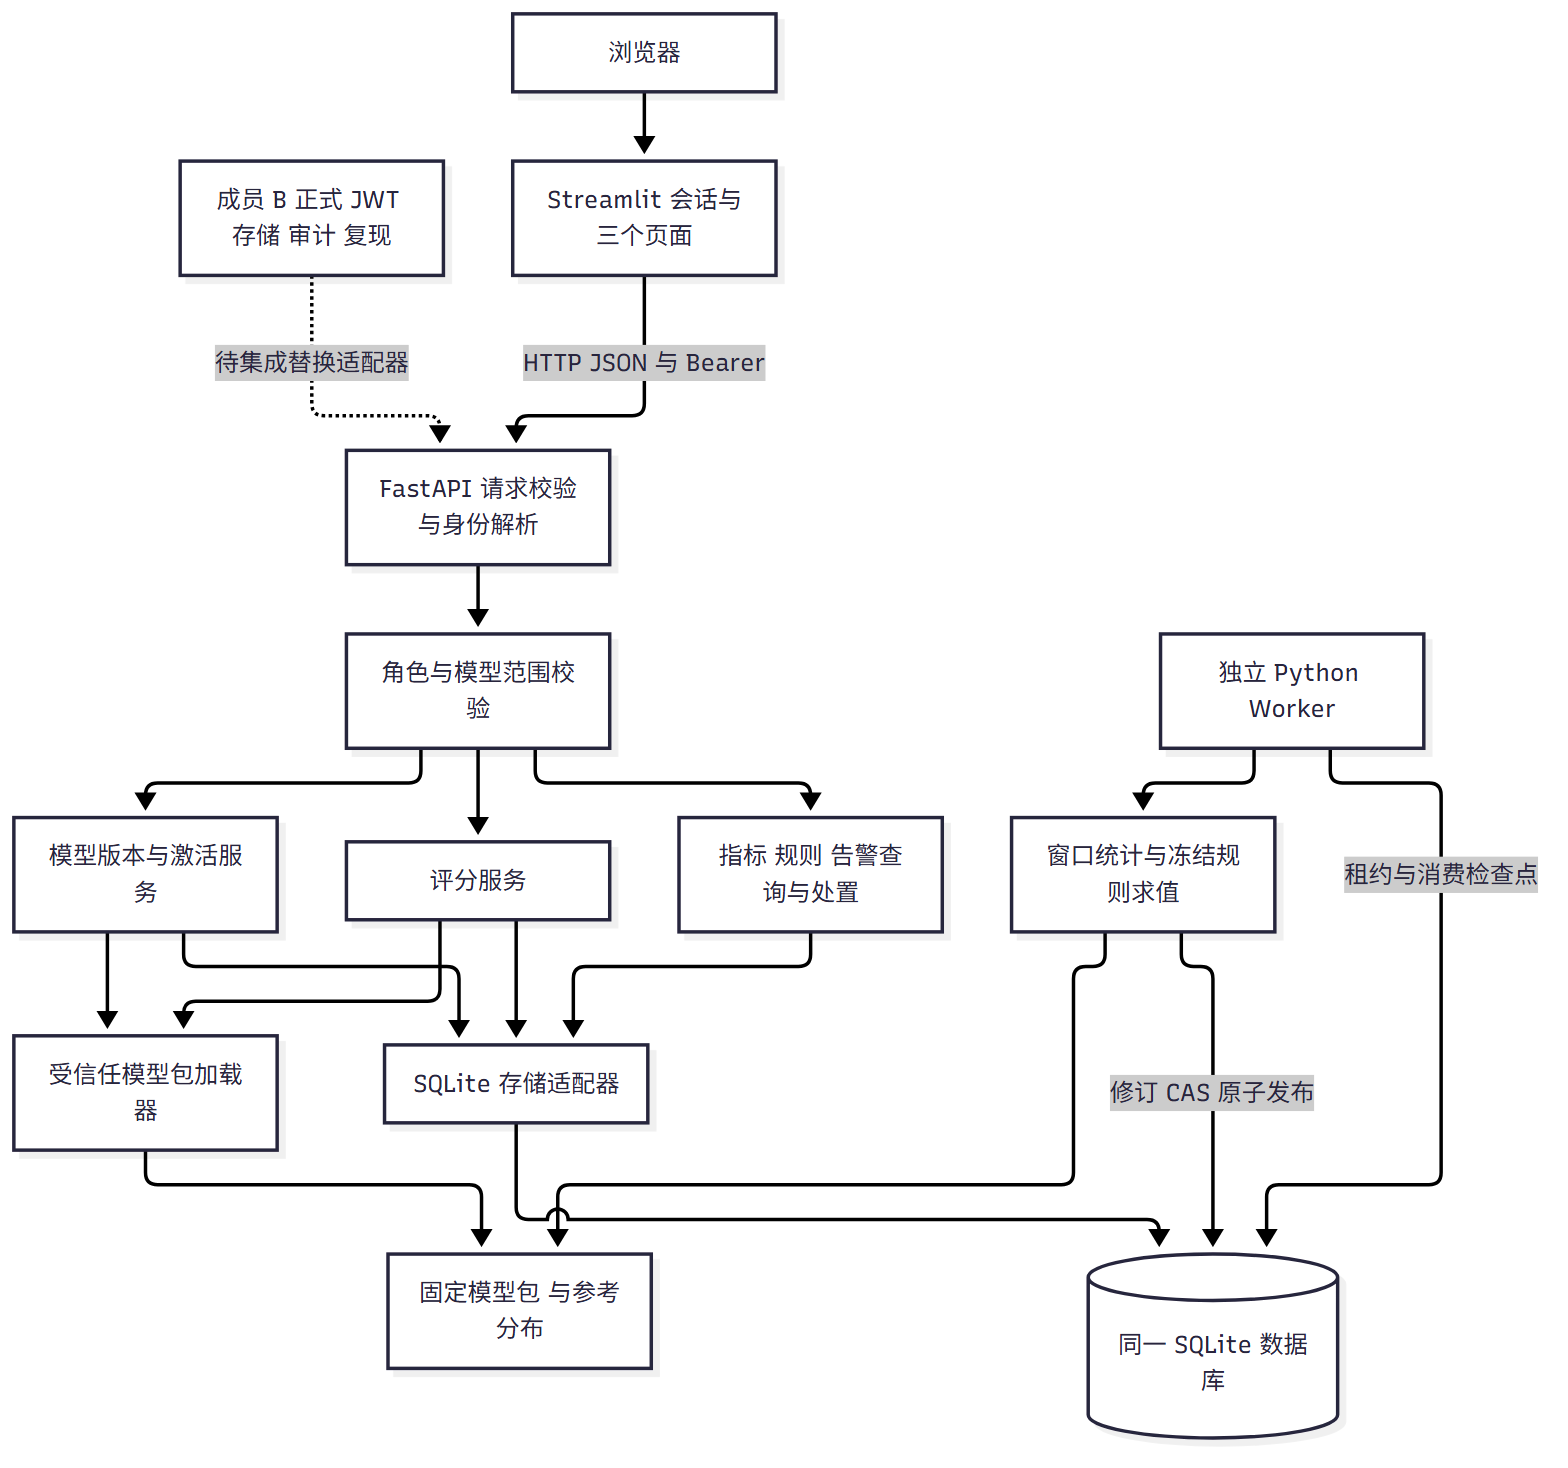 浏览器
成员 B 正式 JWT
存储 审计 复现
Streamlit 会话与
三个页面
待集成替换适配器
HTTP JSON 与 Bearer
FastAPI 请求校验
与身份解析
角色与模型范围校
验
独立 Python
Worker
模型版本与激活服
务
评分服务
指标 规则 告警查
询与处置
窗口统计与冻结规
则求值
租约与消费检查点
受信任模型包加载
器
SQLite 存储适配器
修订 CAS 原子发布
固定模型包 与参考
分布
同一 SQLite 数据
库